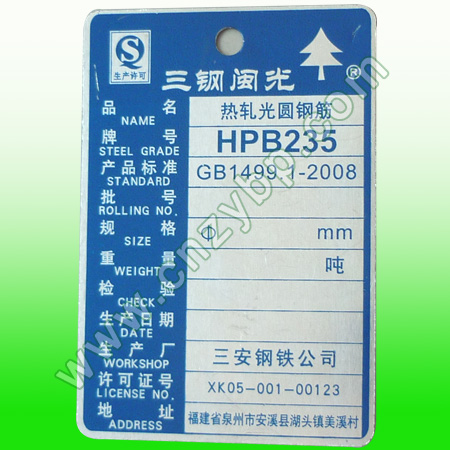 生产许可
三钢闽光 ®
品名 热轧光圆钢筋
NAME
牌号 HPB235
STEEL GRADE
产品标准 GB1499.1-2008
STANDARD
批号
ROLLING NO.
规格 ϕ mm
SIZE
重量 吨
WEIGHT
检验
CHECK
生产日期
DATE
生产厂 三安钢铁公司
WORKSHOP
许可证号 XK05-001-00123
LICENSE NO.
地址 福建省泉州市安溪县湖头镇美溪村
ADDRESS
www.cnzybp.com